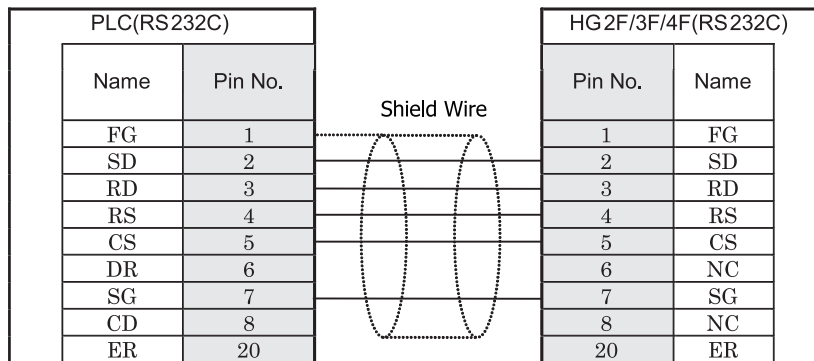 PLC(RS232C) HG2F/3F/4F(RS232C)
Name Pin No. Pin No. Name
Shield Wire
FG 1 1 FG
SD 2 2 SD
RD 3 3 RD
RS 4 4 RS
CS 5 5 CS
DR 6 6 NC
SG 7 7 SG
CD 8 8 NC
ER 20 20 ER